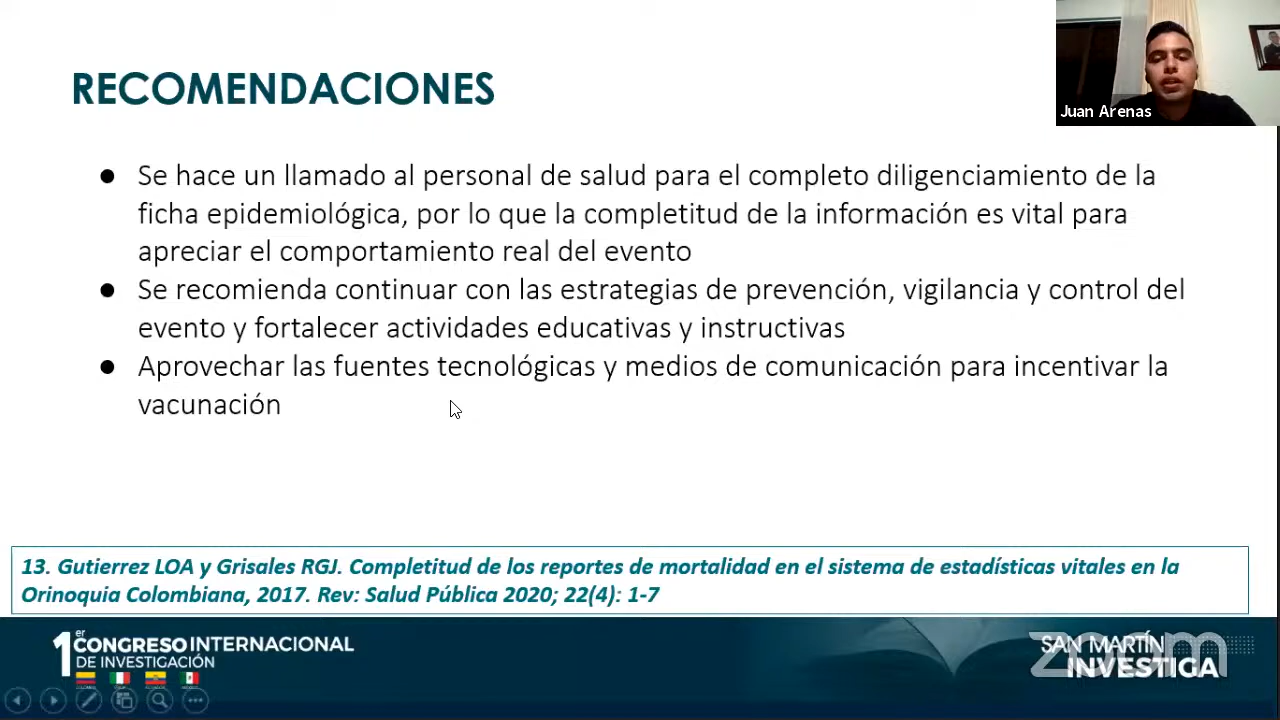 RECOMENDACIONES
Juan Arenas
● Se hace un llamado al personal de salud para el completo diligenciamiento de la
ficha epidemiológica, por lo que la completitud de la información es vital para
apreciar el comportamiento real del evento
● Se recomienda continuar con las estrategias de prevención, vigilancia y control del
evento y fortalecer actividades educativas y instructivas
● Aprovechar las fuentes tecnológicas y medios de comunicación para incentivar la
vacunación
13. Gutierrez LOA y Grisales RGJ. Completitud de los reportes de mortalidad en el sistema de estadísticas vitales en la
Orinoquia Colombiana, 2017. Rev: Salud Pública 2020; 22(4): 1-7
1er CONGRESO INTERNACIONAL
DE INVESTIGACIÓN
SAN MARTÍN
INVESTIGA
zoom